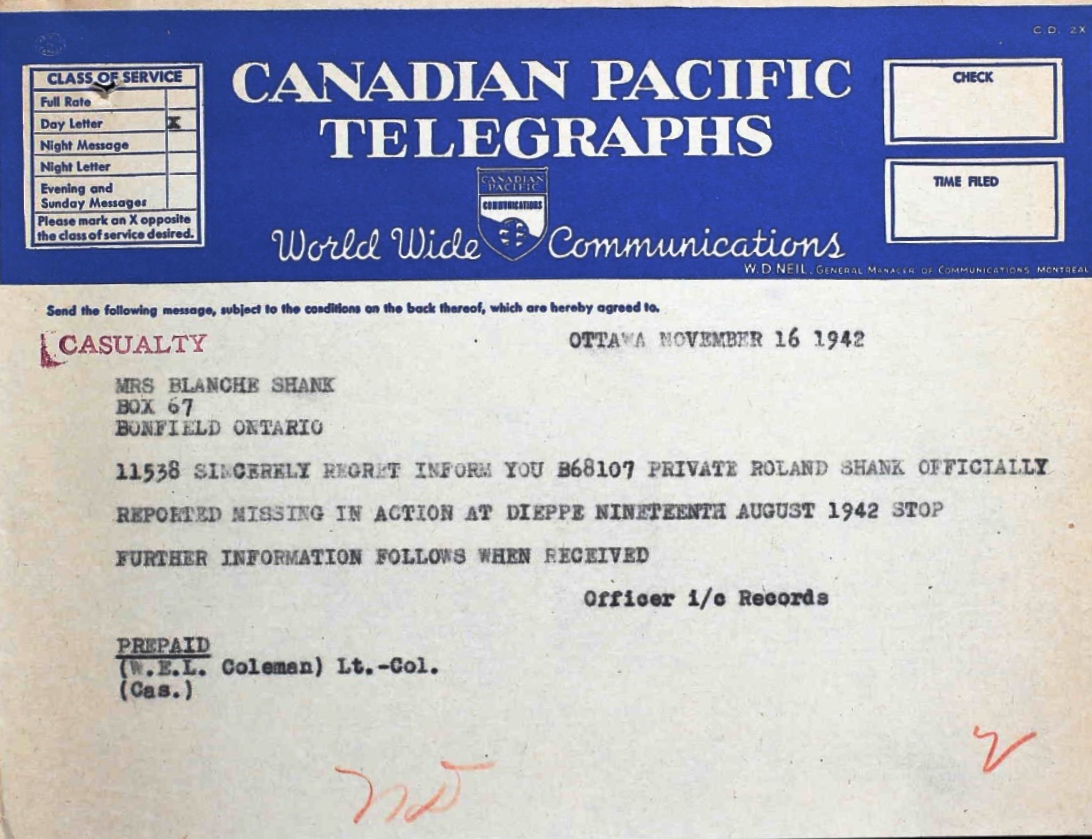 C.D. 2X
CLASS OF SERVICE
Full Rate
Day Letter X
Night Message
Night Letter
Evening and
Sunday Messages
Please mark an X opposite
the class of service desired.
CANADIAN PACIFIC
TELEGRAPHS
CANADIAN
PACIFIC
COMMUNICATIONS
World Wide Communications
CHECK
TIME FILED
W.D. NEIL, GENERAL MANAGER OF COMMUNICATIONS MONTREAL
Send the following message, subject to the conditions on the back thereof, which are hereby agreed to.
CASUALTY
OTTAWA NOVEMBER 16 1942
MRS BLANCHE SHANK
BOX 67
BONFIELD ONTARIO
11538 SINCERELY REGRET INFORM YOU B68107 PRIVATE ROLAND SHANK OFFICIALLY
REPORTED MISSING IN ACTION AT DIEPPE NINETEENTH AUGUST 1942 STOP
FURTHER INFORMATION FOLLOWS WHEN RECEIVED
Officer i/c Records
PREPAID
(W.E.L. Coleman) Lt.-Col.
(Cas.)